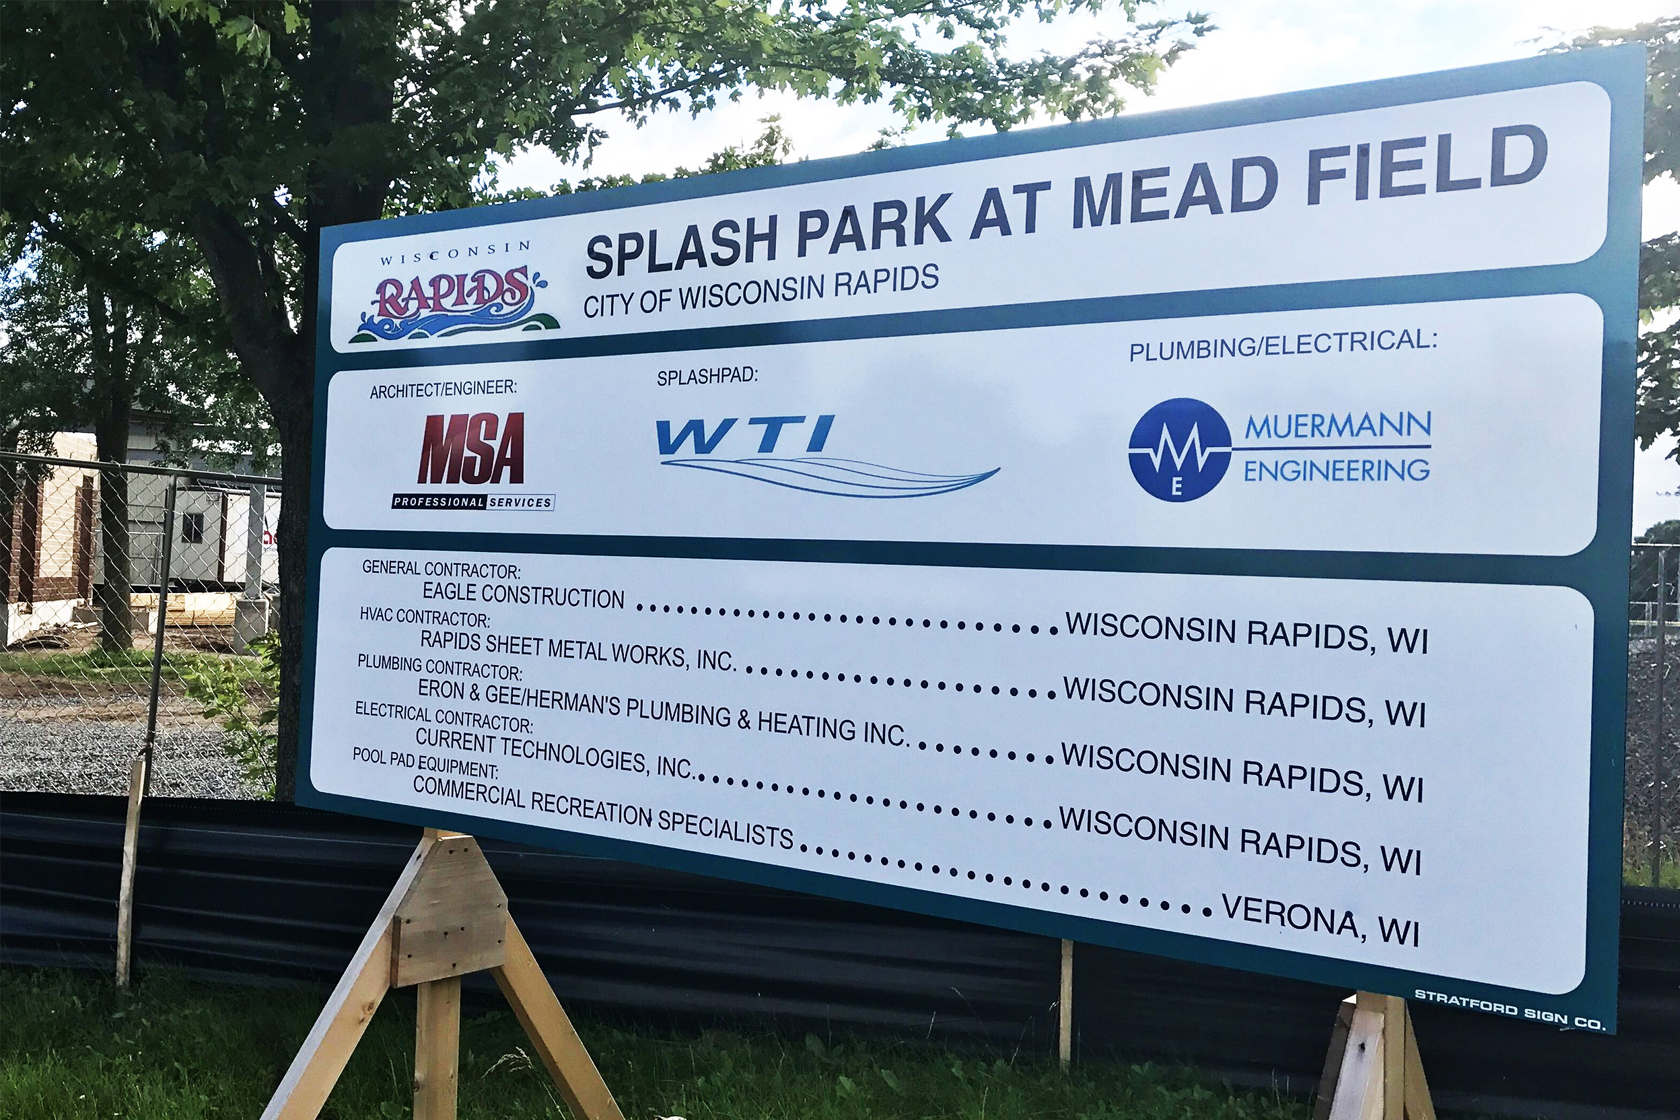 WISCONSIN
RAPIDS
SPLASH PARK AT MEAD FIELD
CITY OF WISCONSIN RAPIDS
ARCHITECT/ENGINEER:
MSA
PROFESSIONAL SERVICES
SPLASHPAD:
WTI
PLUMBING/ELECTRICAL:
ME
MUERMANN
ENGINEERING
GENERAL CONTRACTOR:
EAGLE CONSTRUCTION ................................ WISCONSIN RAPIDS, WI
HVAC CONTRACTOR:
RAPIDS SHEET METAL WORKS, INC. ........................ WISCONSIN RAPIDS, WI
PLUMBING CONTRACTOR:
ERON & GEE/HERMAN'S PLUMBING & HEATING INC. ......... WISCONSIN RAPIDS, WI
ELECTRICAL CONTRACTOR:
CURRENT TECHNOLOGIES, INC. ........................... WISCONSIN RAPIDS, WI
POOL PAD EQUIPMENT:
COMMERCIAL RECREATION SPECIALISTS .......................... VERONA, WI
STRATFORD SIGN CO.